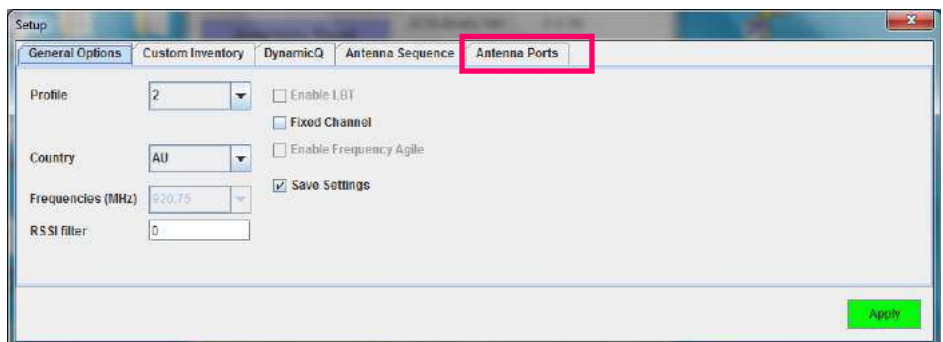 Setup
General Options Custom Inventory DynamicQ Antenna Sequence Antenna Ports
Profile 2 Enable LBT
Fixed Channel
Country AU Enable Frequency Agile
Save Settings
Frequencies (MHz) 920.75
RSSI filter 0
Apply